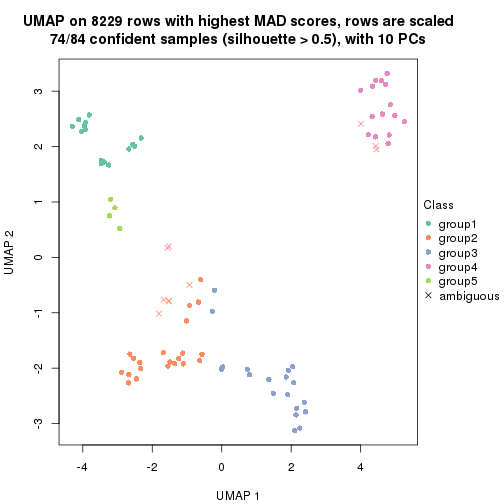 UMAP on 8229 rows with highest MAD scores, rows are scaled
74/84 confident samples (silhouette > 0.5), with 10 PCs
3
2
1
0
-1
-2
-3
UMAP 2
-4
-2
0
2
4
UMAP 1
Class
group1
group2
group3
group4
group5
ambiguous